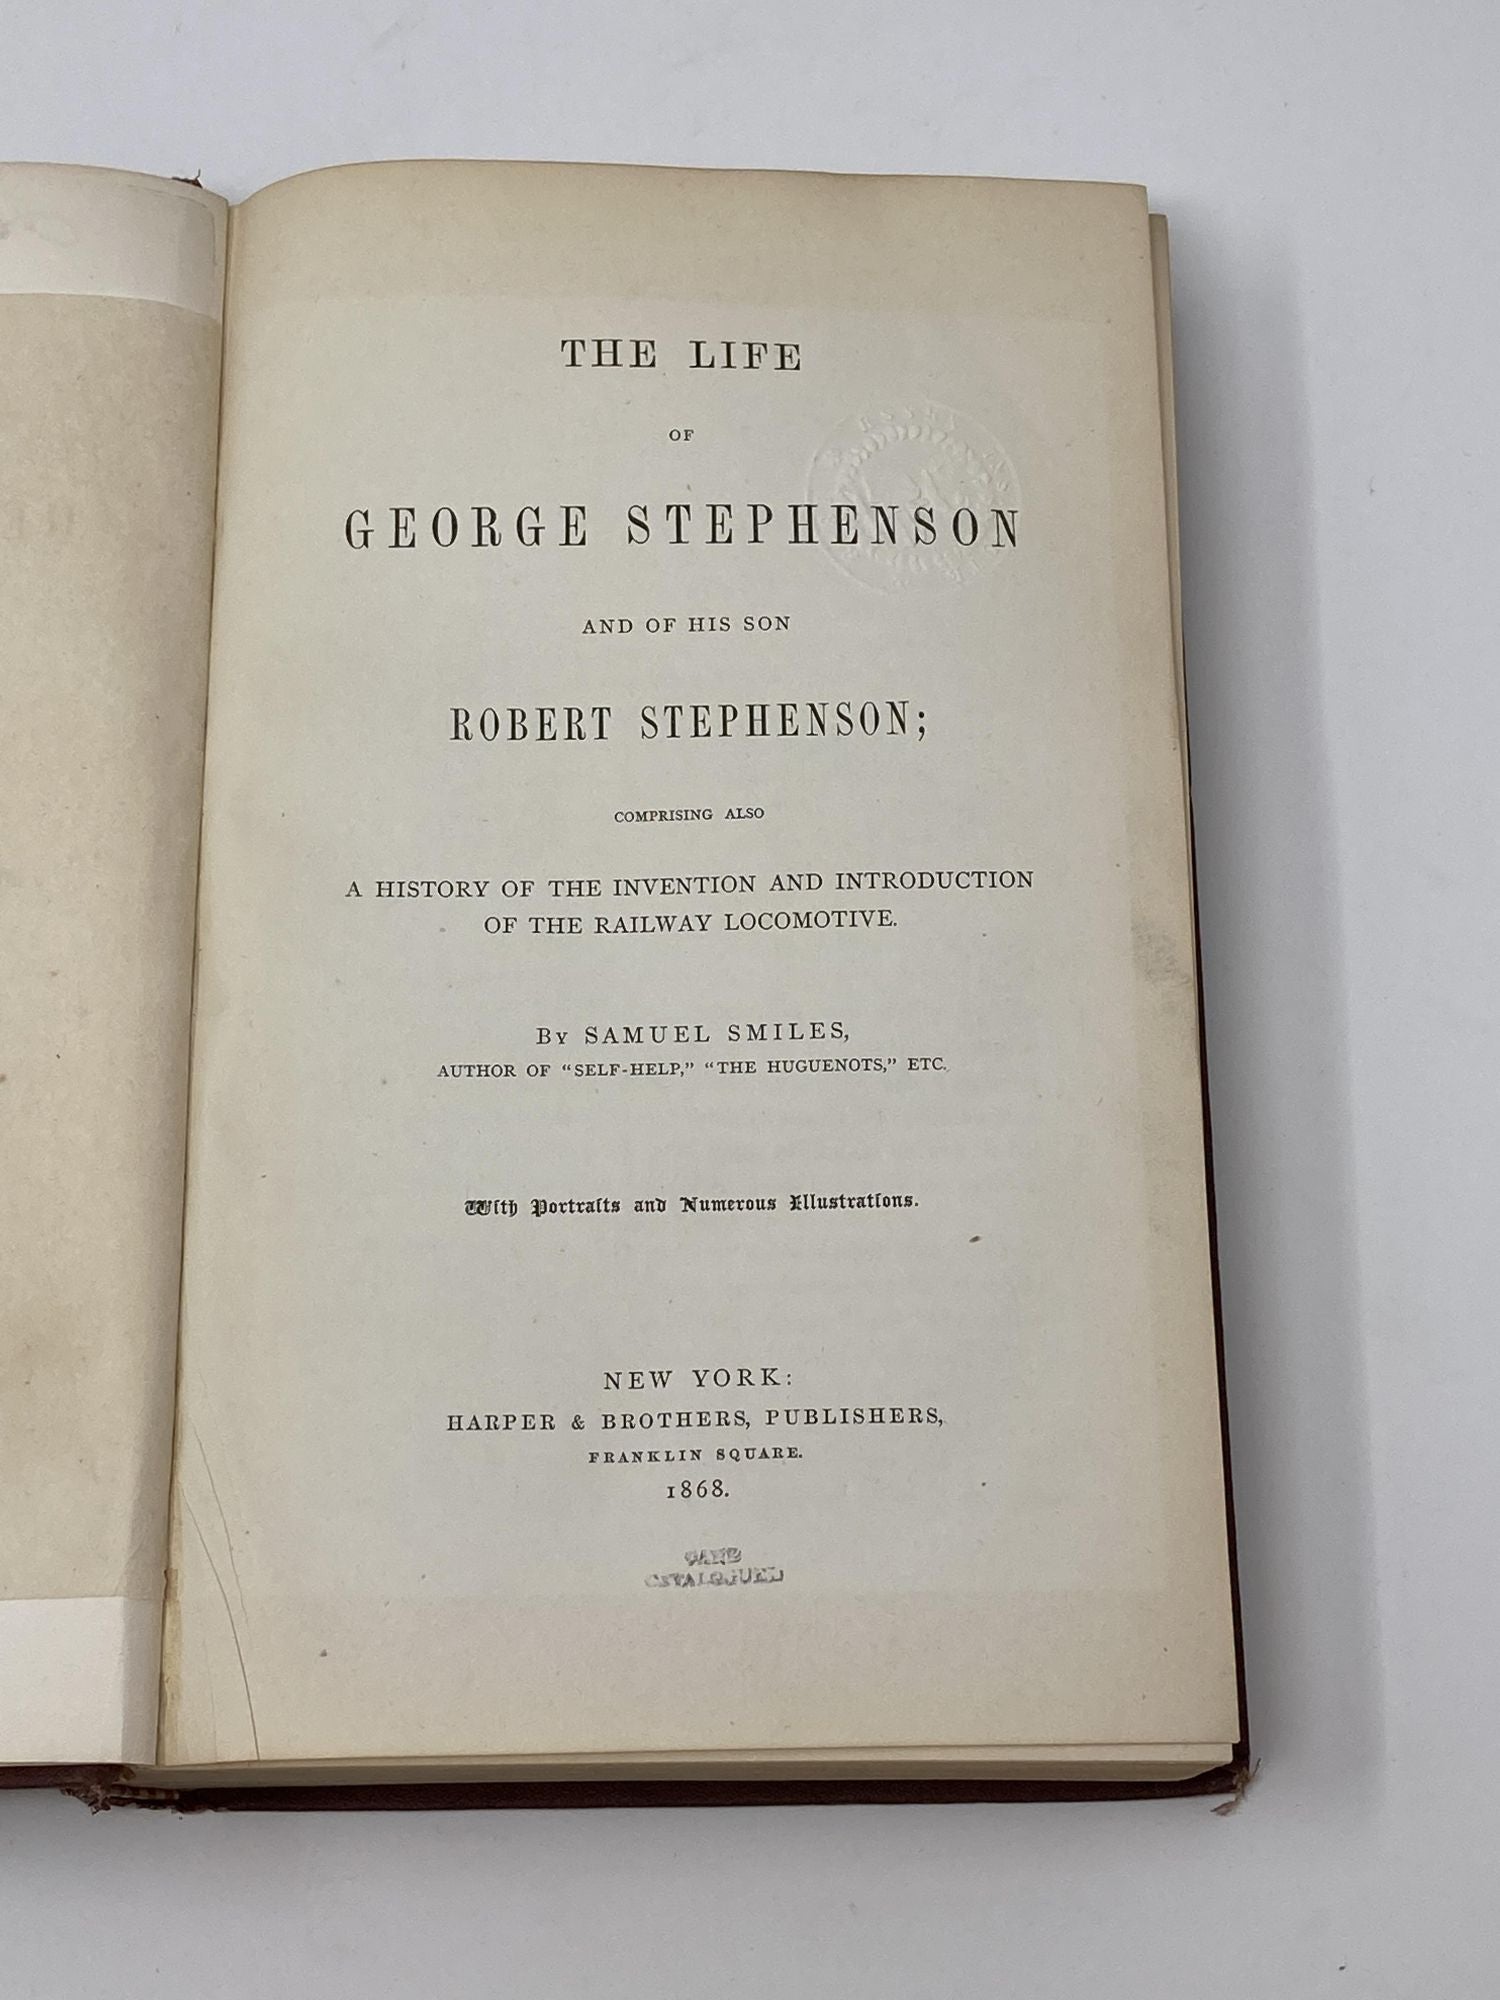 THE LIFE
OF
GEORGE STEPHENSON
AND OF HIS SON
ROBERT STEPHENSON;
COMPRISING ALSO
A HISTORY OF THE INVENTION AND INTRODUCTION
OF THE RAILWAY LOCOMOTIVE.
By SAMUEL SMILES,
AUTHOR OF “SELF-HELP,” “THE HUGUENOTS,” ETC.
With Portraits and Numerous Illustrations.
NEW YORK:
HARPER & BROTHERS, PUBLISHERS,
FRANKLIN SQUARE.
1868.
CATALOGUED